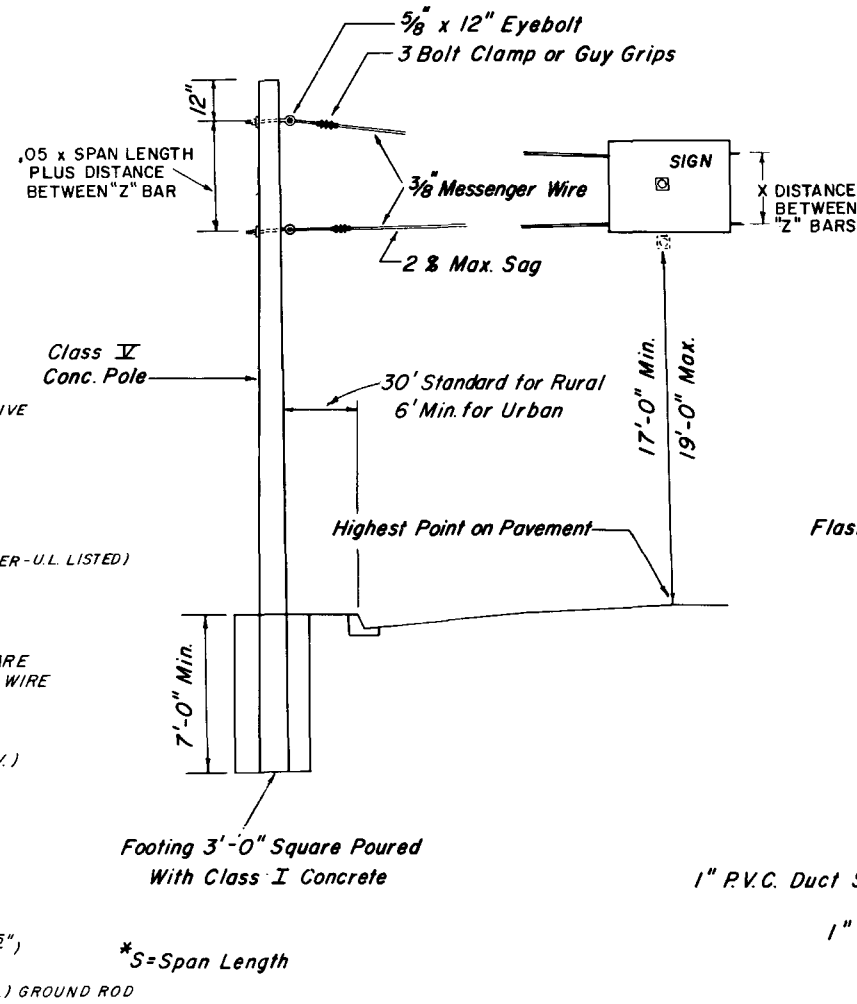 5/8" x 12" Eyebolt
3 Bolt Clamp or Guy Grips
12"
.05 x SPAN LENGTH
PLUS DISTANCE
BETWEEN "Z" BAR
SIGN
3/8" Messenger Wire
X DISTANCE
BETWEEN
"Z" BARS
2 % Max. Sag
Class V
Conc. Pole
30' Standard for Rural
6' Min. for Urban
17'-0" Min.
19'-0" Max.
IVE
Highest Point on Pavement
Flas
ER-U.L. LISTED)
ARE
WIRE
7'-0" Min.
V.)
Footing 3'-0" Square Poured
With Class I Concrete
1" P.V.C. Duct S
1"
2")
*S=Span Length
.) GROUND ROD